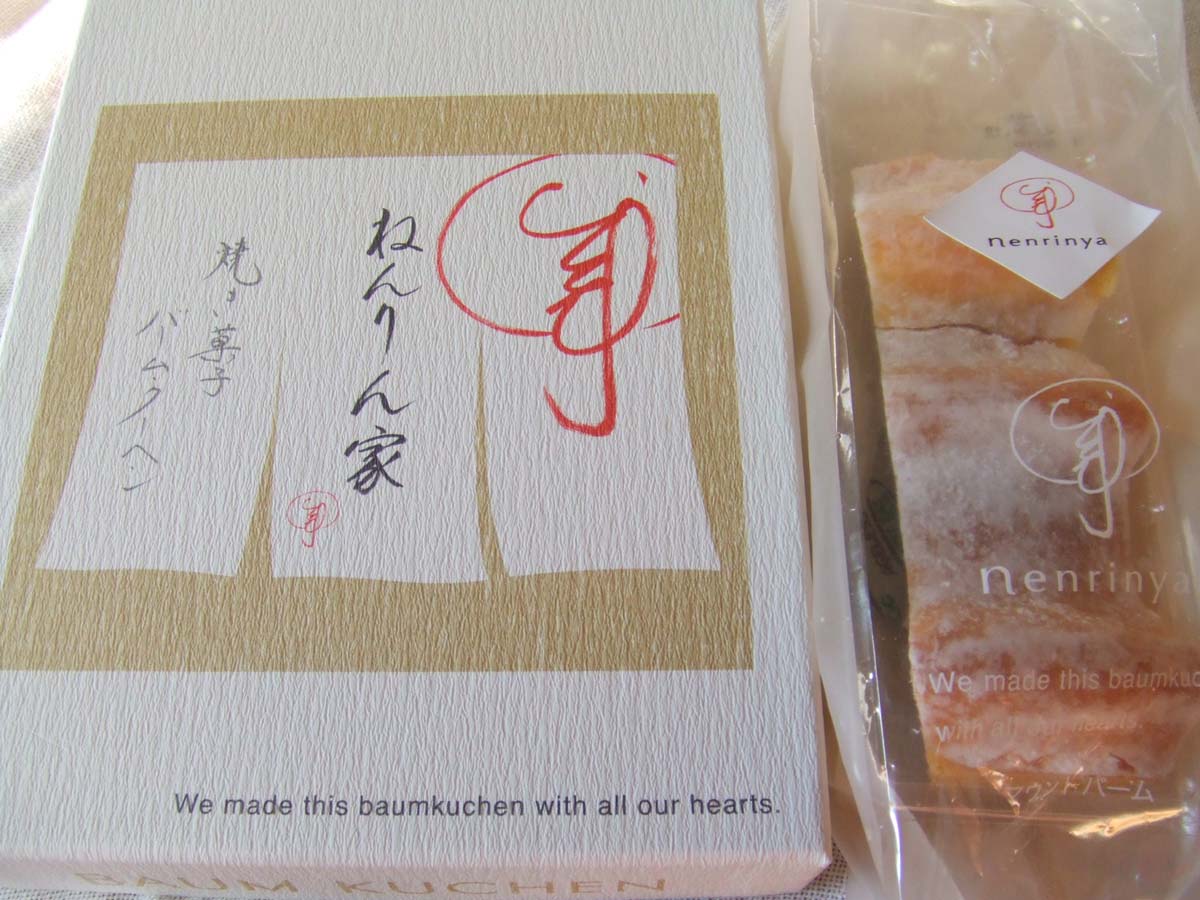 ねんりん家
焼き菓子
バームクーヘン
We made this baumkuchen with all our hearts.
BAUM KUCHEN
nenrinya
nenrinya
We made this baumkuc
with all our hearts.
マウントバーム